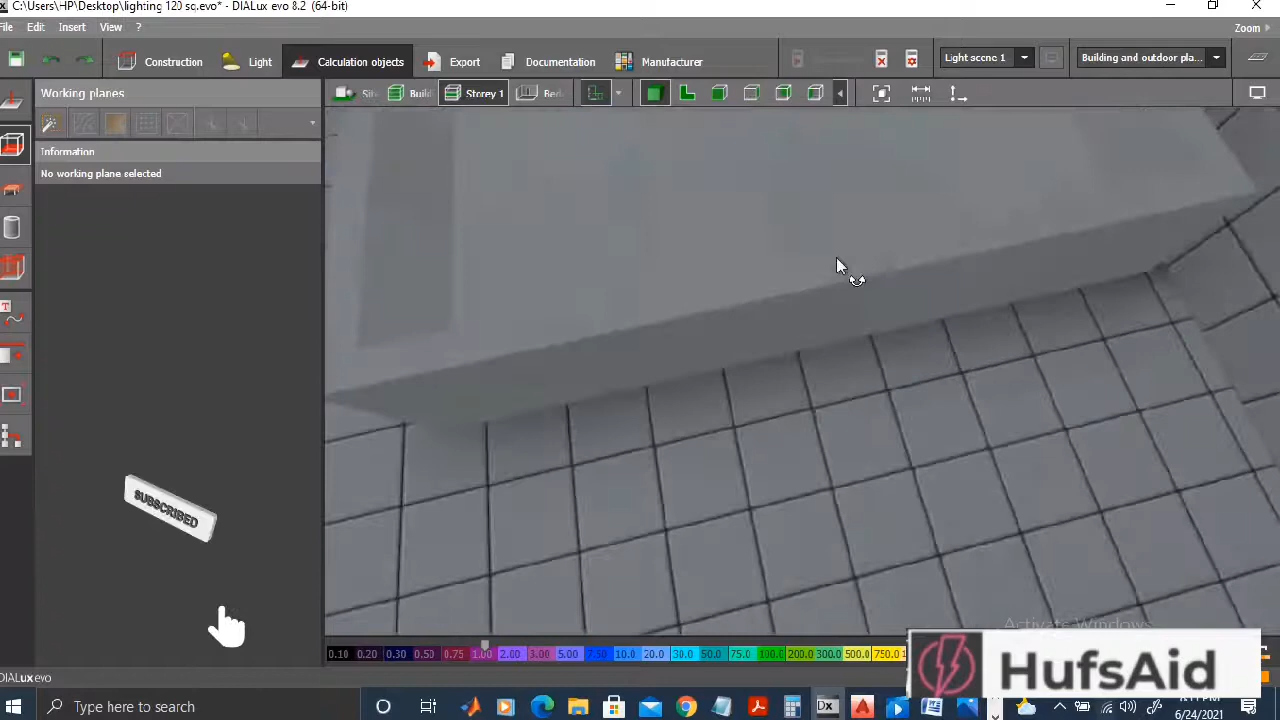 C:\Users\HP\Desktop\lighting 120 sq.evo* - DIALux evo 8.2 (64-bit)
File Edit Insert View ? Zoom
Construction Light Calculation objects Export Documentation Manufacturer Light scene 1 Building and outdoor pla...
Working planes Storey 1
Information
No working plane selected
SUBSCRIBED
Activate Windows
0.10 0.20 0.30 0.50 0.75 1.00 2.00 3.00 5.00 7.50 10.0 20.0 30.0 50.0 75.0 100.0 200.0 300.0 500.0 750.0
HufsAid
DIALux evo
Type here to search
6/24/2021